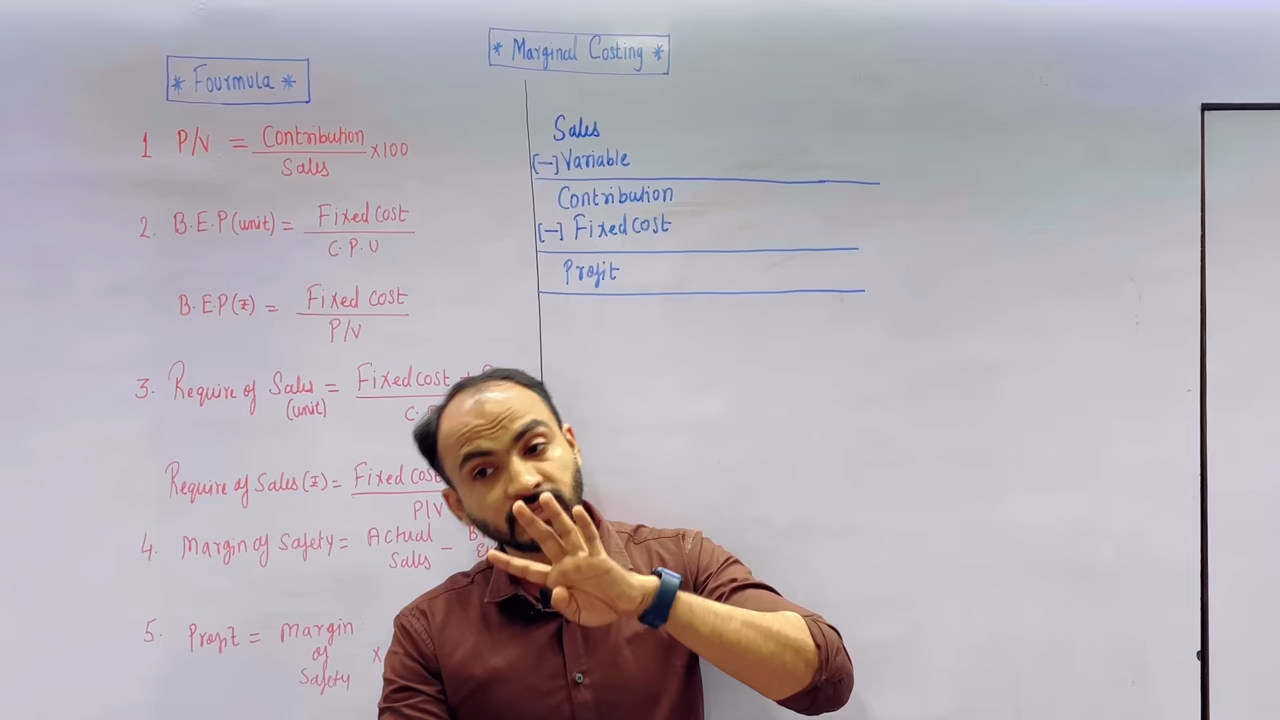 * Marginal Costing *
* Fourmula *
1 P/V = Contribution / Sales ×100
2. B.E.P (unit) = Fixed cost / C.P.U
B.E.P (₹) = Fixed cost / P/V
3. Require of Sales (unit) = Fixed cost +
Require of Sales (₹) = Fixed cost / P/V
4. Margin of Safety = Actual Sales -
5. Profit = Margin of Safety ×
Sales
[-] Variable
Contribution
[-] Fixed cost
Profit